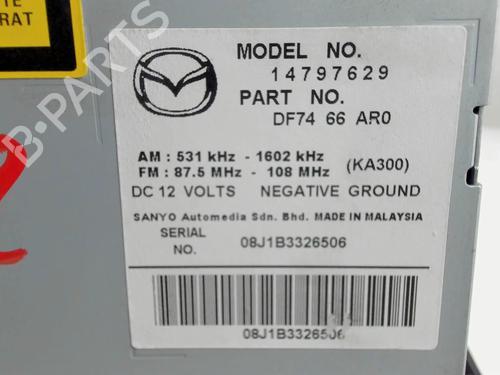 RAT
MODEL NO.
14797629
PART NO.
DF74 66 AR0
AM : 531 kHz - 1602 kHz
FM : 87.5 MHz - 108 MHz
(KA300)
DC 12 VOLTS NEGATIVE GROUND
SANYO Automedia Sdn. Bhd. MADE IN MALAYSIA
SERIAL
NO.
08J1B3326506
08J1B3326506
B-PARTS